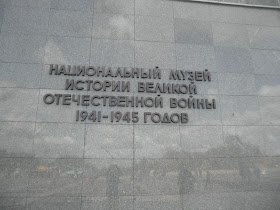 НАЦИОНАЛЬНЫЙ МУЗЕЙ
ИСТОРИИ ВЕЛИКОЙ
ОТЕЧЕСТВЕННОЙ ВОЙНЫ
1941-1945 ГОДОВ